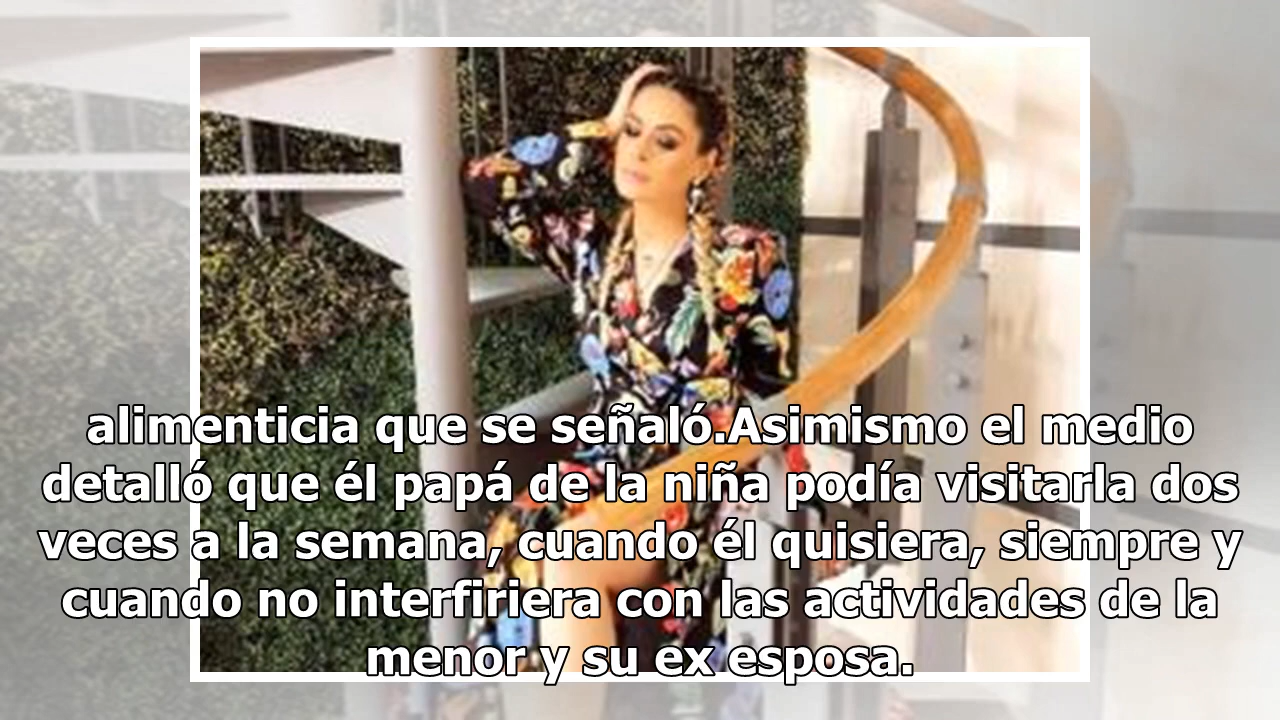 alimenticia que se señaló.Asimismo el medio
detalló que él papá de la niña podía visitarla dos
veces a la semana, cuando él quisiera, siempre y
cuando no interfiriera con las actividades de la
menor y su ex esposa.